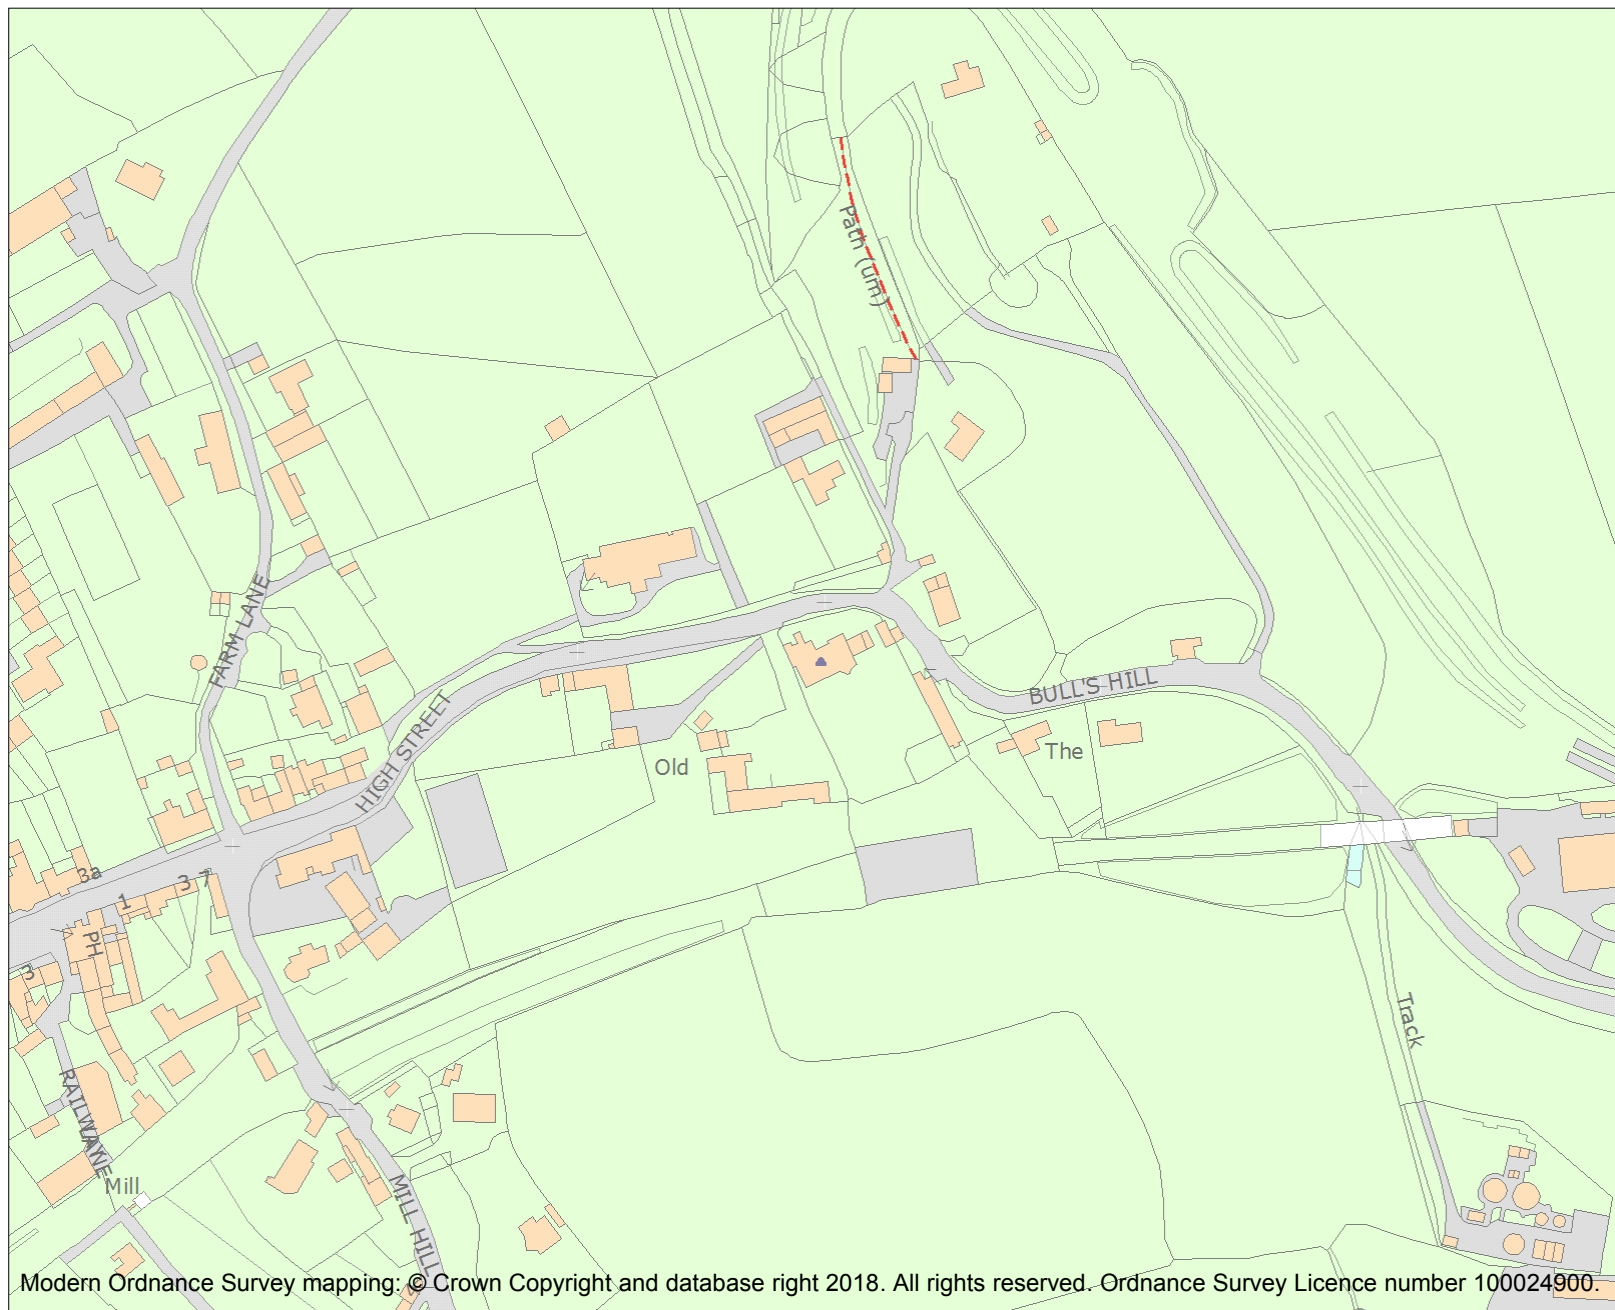 Path (um)
FARM LANE
HIGH STREET
BULL'S HILL
The
Old
3a
1
3 7
PH
3
Track
Mill
MILL HILL
Modern Ordnance Survey mapping: © Crown Copyright and database right 2018. All rights reserved. Ordnance Survey Licence number 100024900.